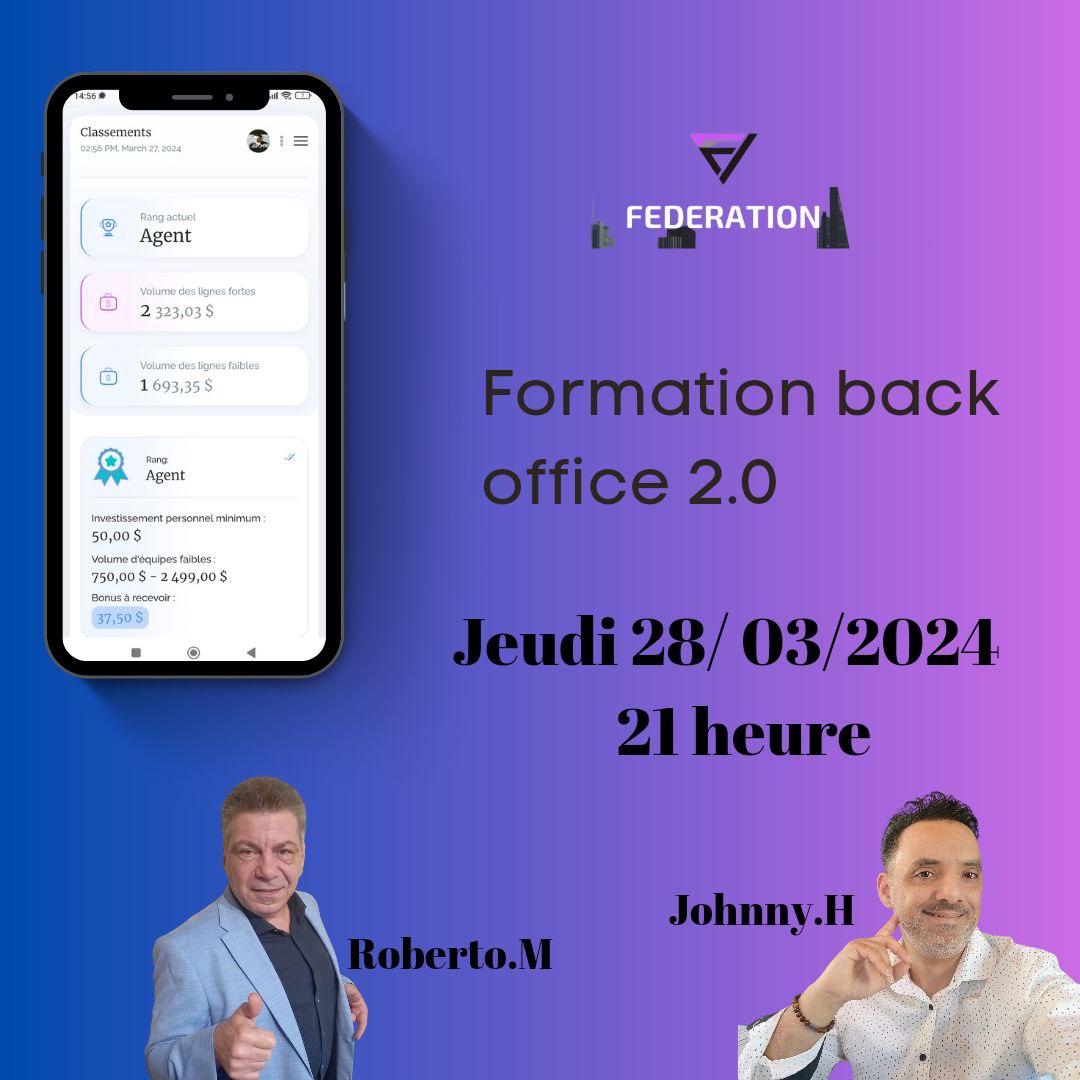 14:56
Classements
02:56 PM, March 27, 2024
Rang actuel
Agent
Volume des lignes fortes
2 323,03 $
Volume des lignes faibles
1 693,35 $
Rang:
Agent
Investissement personnel minimum :
50,00 $
Volume d'équipes faibles :
750,00 $ - 2 499,00 $
Bonus à recevoir :
37,50 $
FEDERATION
Formation back
office 2.0
Jeudi 28/ 03/2024
21 heure
Johnny.H
Roberto.M